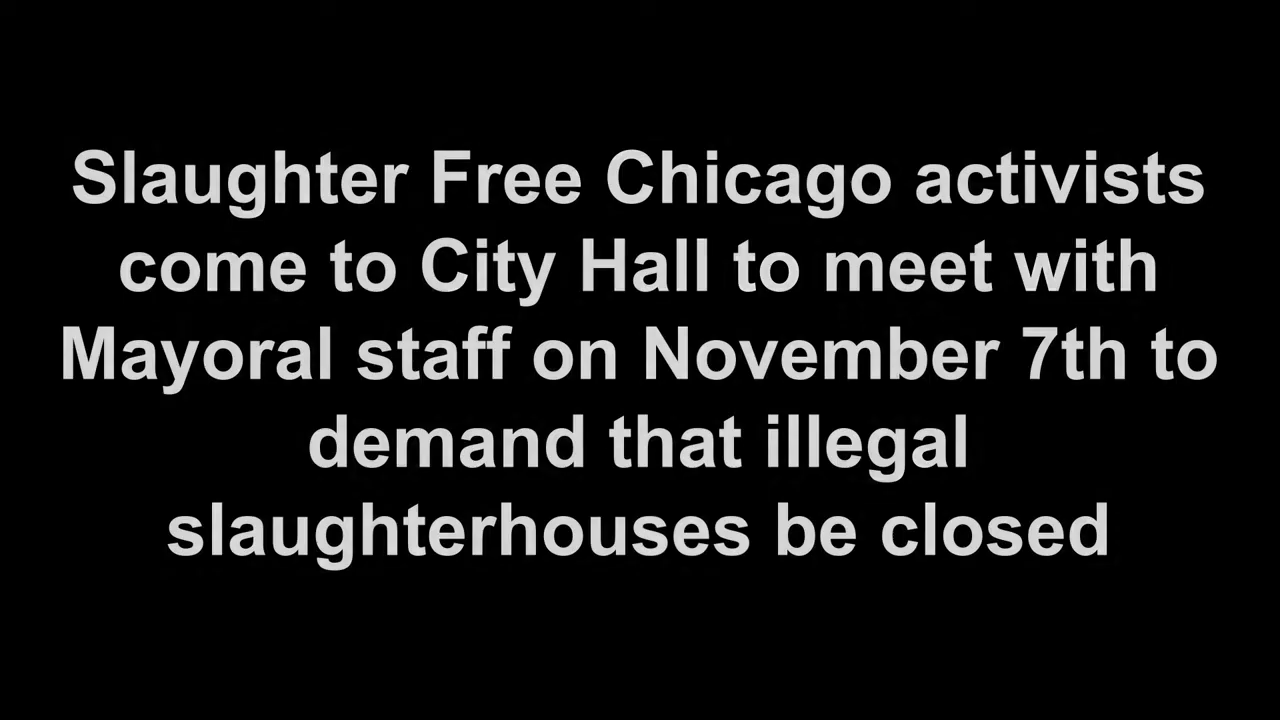 Slaughter Free Chicago activists
come to City Hall to meet with
Mayoral staff on November 7th to
demand that illegal
slaughterhouses be closed